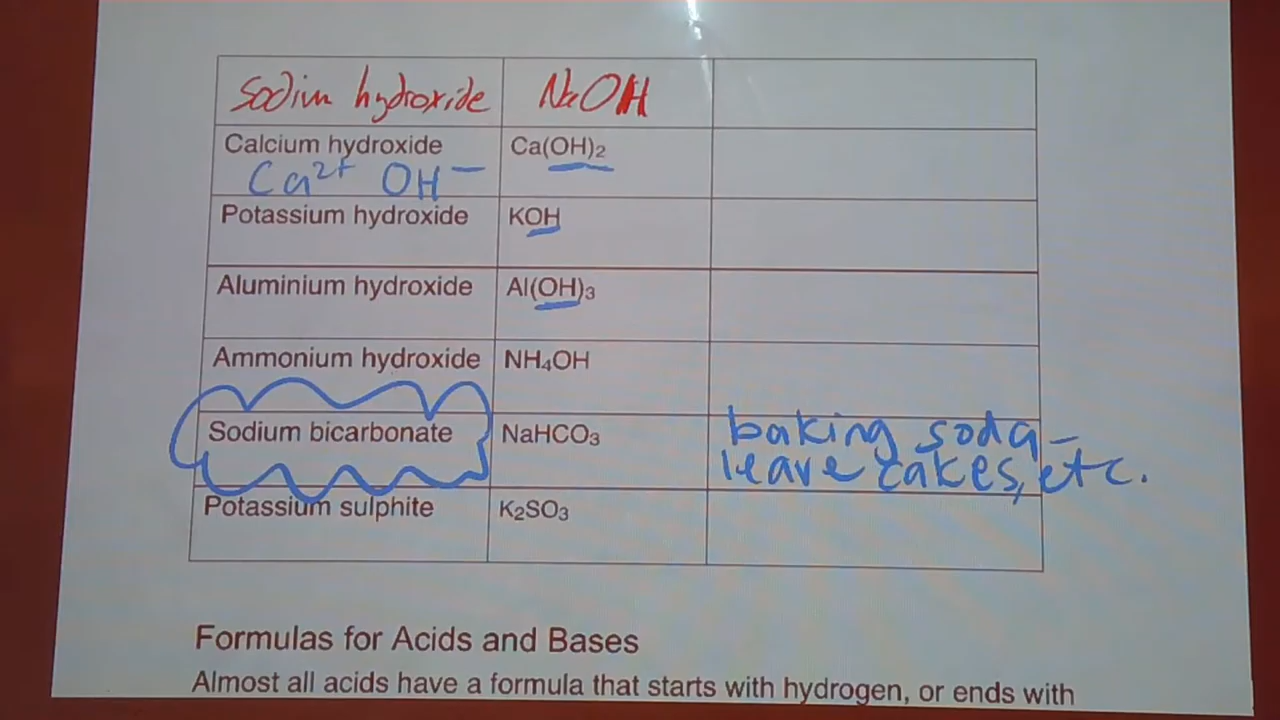 Sodium hydroxide NaOH
Calcium hydroxide Ca(OH)₂
Ca²⁺ OH⁻
Potassium hydroxide KOH
Aluminium hydroxide Al(OH)₃
Ammonium hydroxide NH₄OH
Sodium bicarbonate NaHCO₃ baking soda –
leave cakes, etc.
Potassium sulphite K₂SO₃
Formulas for Acids and Bases
Almost all acids have a formula that starts with hydrogen, or ends with